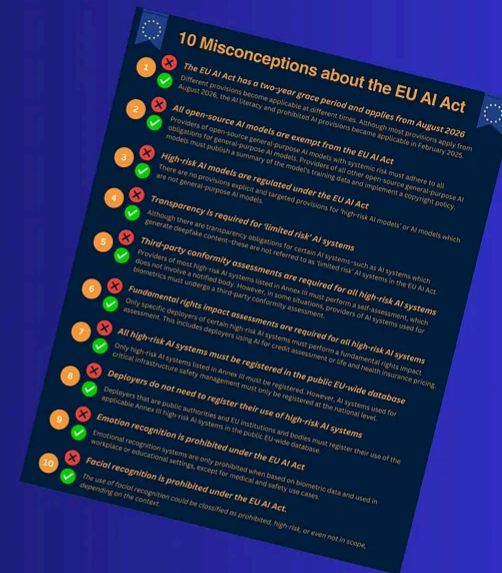 10 Misconceptions about the EU AI Act
1
The EU AI Act has a two-year grace period and applies from August 2026
Different provisions become applicable at different times. Although most provisions apply from
August 2026, the AI literacy and prohibited AI provisions became applicable in February 2025.
2
All open-source AI models are exempt from the EU AI Act
Providers of open-source general-purpose AI models with systemic risk must adhere to all
obligations for general-purpose AI models. Providers of all other open-source general-purpose AI
models must publish a summary of the model's training data and implement a copyright policy.
3
High-risk AI models are regulated under the EU AI Act
There are no provisions explicit and targeted provisions for 'high-risk AI models' or AI models which
are not general-purpose AI models.
4
Transparency is required for 'limited risk' AI systems
Although there are transparency obligations for certain AI systems–such as AI systems which
generate deepfake content–these are not referred to as 'limited risk' AI systems in the EU AI Act.
5
Third-party conformity assessments are required for all high-risk AI systems
Providers of most high-risk AI systems listed in Annex III must perform a self-assessment, which
does not involve a notified body. However, in some situations, providers of AI systems used for
biometrics must undergo a third-party conformity assessment.
6
Fundamental rights impact assessments are required for all high-risk AI systems
Only specific deployers of certain high-risk AI systems must perform a fundamental rights impact
assessment. This includes deployers using AI for credit assessment or life and health insurance pricing.
7
All high-risk AI systems must be registered in the public EU-wide database
Only high-risk AI systems listed in Annex III must be registered. However, AI systems used for
critical infrastructure safety management must only be registered at the national level.
8
Deployers do not need to register their use of high-risk AI systems
Deployers that are public authorities and EU institutions and bodies must register their use of the
applicable Annex III high-risk AI systems in the public EU-wide database.
9
Emotion recognition is prohibited under the EU AI Act
Emotional recognition systems are only prohibited when based on biometric data and used in
workplace or educational settings, except for medical and safety use cases.
10
Facial recognition is prohibited under the EU AI Act.
The use of facial recognition could be classified as prohibited, high-risk, or even not in scope,
depending on the context.